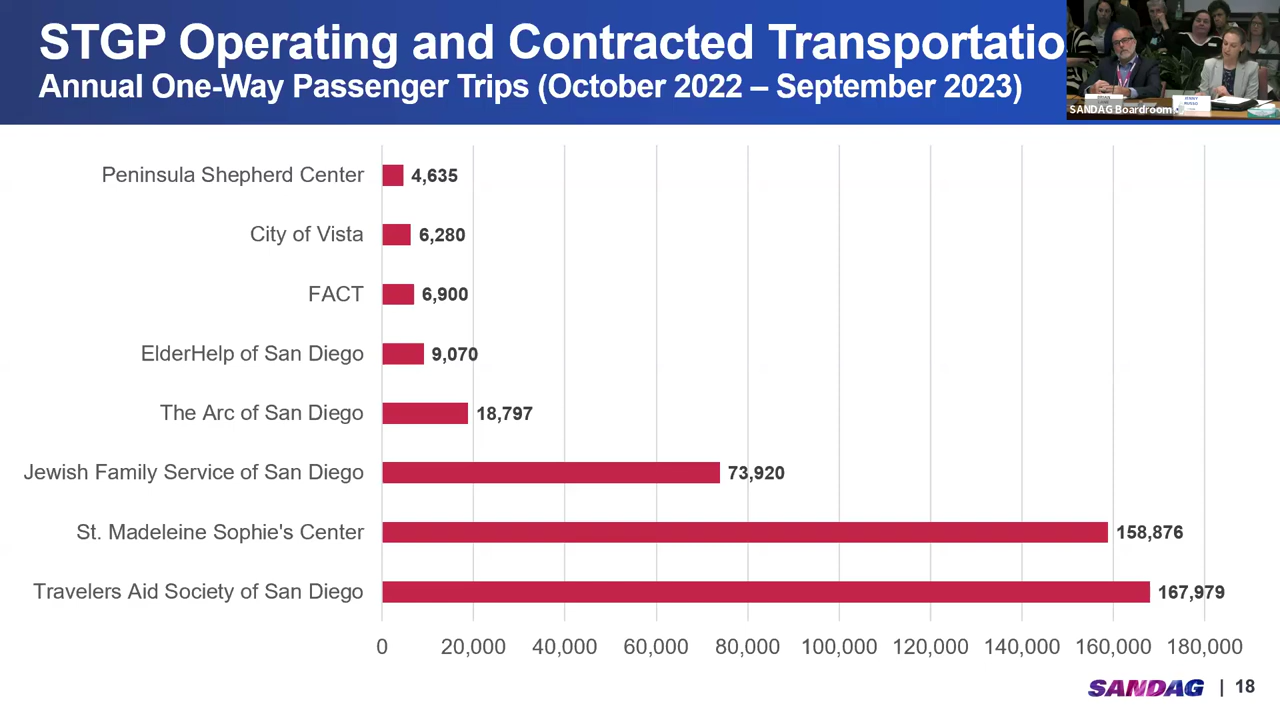 STGP Operating and Contracted Transportatio
Annual One-Way Passenger Trips (October 2022 – September 2023)
SANDAG Boardroom
Peninsula Shepherd Center 4,635
City of Vista 6,280
FACT 6,900
ElderHelp of San Diego 9,070
The Arc of San Diego 18,797
Jewish Family Service of San Diego 73,920
St. Madeleine Sophie's Center 158,876
Travelers Aid Society of San Diego 167,979
0 20,000 40,000 60,000 80,000 100,000 120,000 140,000 160,000 180,000
SANDAG | 18